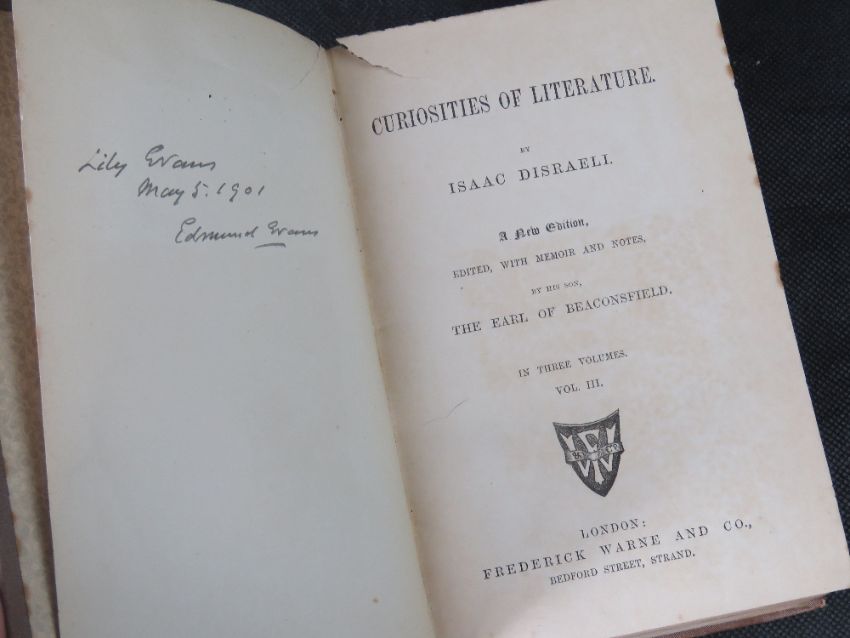 Lily Evans
May 5. 1901
Edmund Evans
CURIOSITIES OF LITERATURE.
BY
ISAAC DISRAELI.
A New Edition,
EDITED, WITH MEMOIR AND NOTES,
BY HIS SON,
THE EARL OF BEACONSFIELD.
IN THREE VOLUMES.
VOL. III.
LONDON:
FREDERICK WARNE AND CO.,
BEDFORD STREET, STRAND.